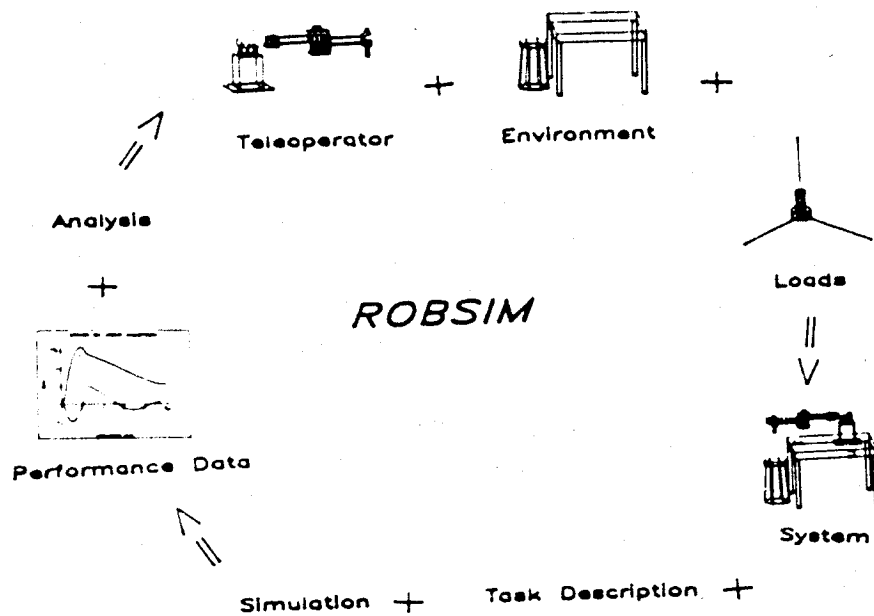 Teleoperator
+
Environment
+
Analysis
+
Loads
ROBSIM
Performance Data
System
Simulation + Task Description +